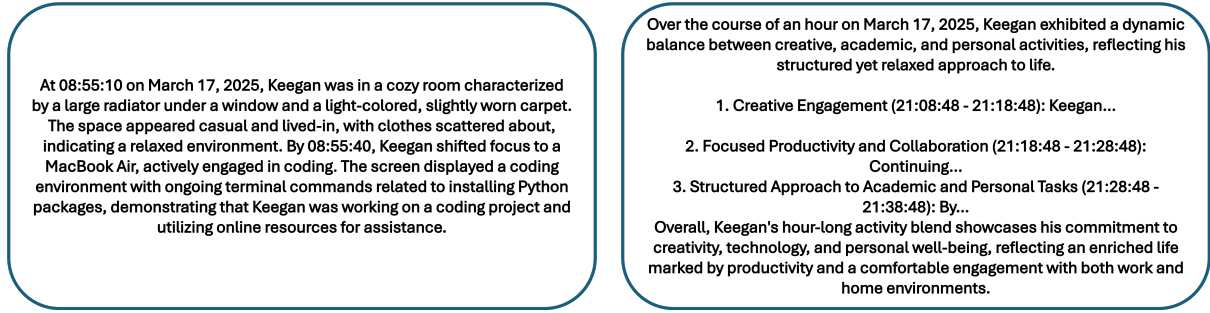 At 08:55:10 on March 17, 2025, Keegan was in a cozy room characterized
by a large radiator under a window and a light-colored, slightly worn carpet.
The space appeared casual and lived-in, with clothes scattered about,
indicating a relaxed environment. By 08:55:40, Keegan shifted focus to a
MacBook Air, actively engaged in coding. The screen displayed a coding
environment with ongoing terminal commands related to installing Python
packages, demonstrating that Keegan was working on a coding project and
utilizing online resources for assistance.
Over the course of an hour on March 17, 2025, Keegan exhibited a dynamic
balance between creative, academic, and personal activities, reflecting his
structured yet relaxed approach to life.
1. Creative Engagement (21:08:48 - 21:18:48): Keegan...
2. Focused Productivity and Collaboration (21:18:48 - 21:28:48):
Continuing...
3. Structured Approach to Academic and Personal Tasks (21:28:48 -
21:38:48): By...
Overall, Keegan's hour-long activity blend showcases his commitment to
creativity, technology, and personal well-being, reflecting an enriched life
marked by productivity and a comfortable engagement with both work and
home environments.